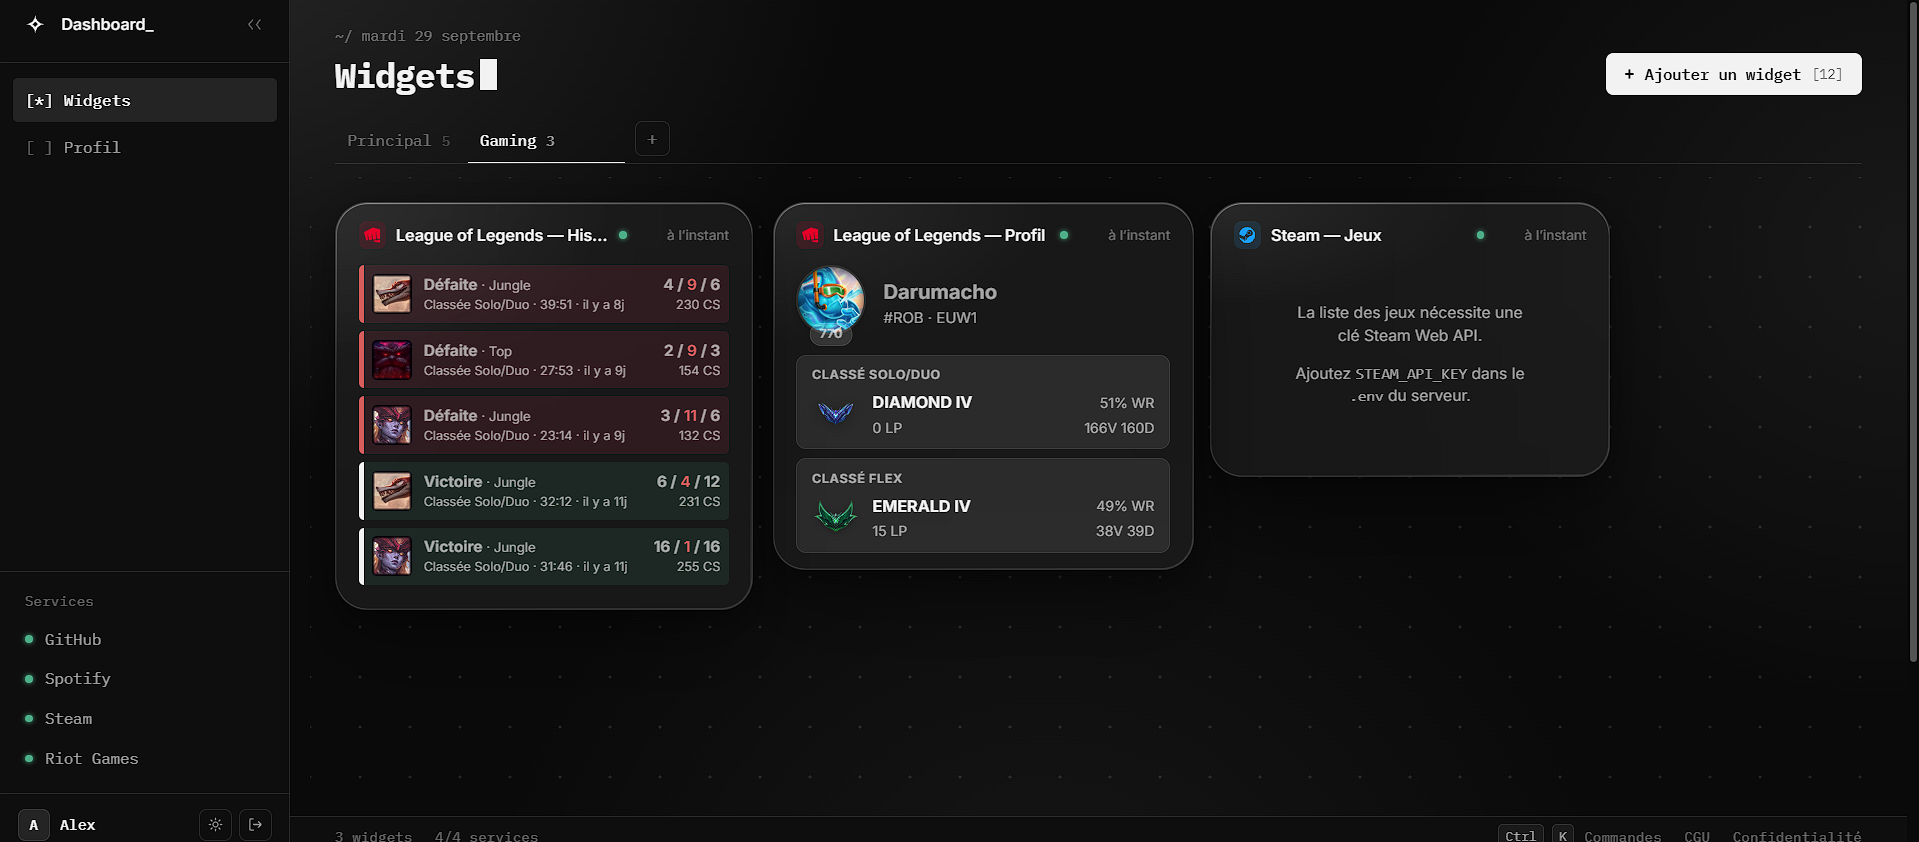 Dashboard_
[*] Widgets
[ ] Profil
Services
GitHub
Spotify
Steam
Riot Games
A Alex
~/ mardi 29 septembre
Widgets
+ Ajouter un widget [12]
Principal 5
Gaming 3
+
League of Legends — His... à l'instant
Défaite · Jungle 4 / 9 / 6
Classée Solo/Duo · 39:51 · il y a 8j 230 CS
Défaite · Top 2 / 9 / 3
Classée Solo/Duo · 27:53 · il y a 9j 154 CS
Défaite · Jungle 3 / 11 / 6
Classée Solo/Duo · 23:14 · il y a 9j 132 CS
Victoire · Jungle 6 / 4 / 12
Classée Solo/Duo · 32:12 · il y a 11j 231 CS
Victoire · Jungle 16 / 1 / 16
Classée Solo/Duo · 31:46 · il y a 11j 255 CS
League of Legends — Profil à l'instant
Darumacho
#ROB · EUW1
770
CLASSÉ SOLO/DUO
DIAMOND IV 51% WR
0 LP 166V 160D
CLASSÉ FLEX
EMERALD IV 49% WR
15 LP 38V 39D
Steam — Jeux à l'instant
La liste des jeux nécessite une
clé Steam Web API.
Ajoutez STEAM_API_KEY dans le
.env du serveur.
3 widgets 4/4 services
Ctrl K Commandes CGU Confidentialité